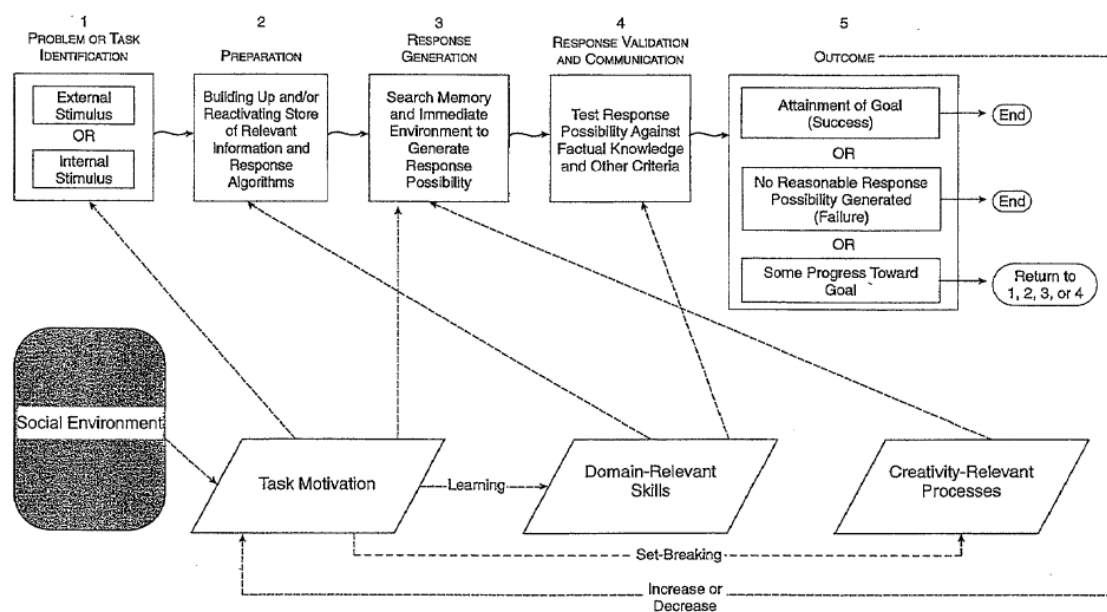 1
PROBLEM OR TASK
IDENTIFICATION
External
Stimulus
OR
Internal
Stimulus
2
PREPARATION
Building Up and/or
Reactivating Store
of Relevant
Information and
Response
Algorithms
3
RESPONSE
GENERATION
Search Memory
and Immediate
Environment to
Generate
Response
Possibility
4
RESPONSE VALIDATION
AND COMMUNICATION
Test Response
Possibility Against
Factual Knowledge
and Other Criteria
5
OUTCOME
Attainment of Goal
(Success)
End
OR
No Reasonable Response
Possibility Generated
(Failure)
End
OR
Some Progress Toward
Goal
Return to
1, 2, 3, or 4
Social Environment
Task Motivation
Learning
Domain-Relevant
Skills
Creativity-Relevant
Processes
Set-Breaking
Increase or
Decrease